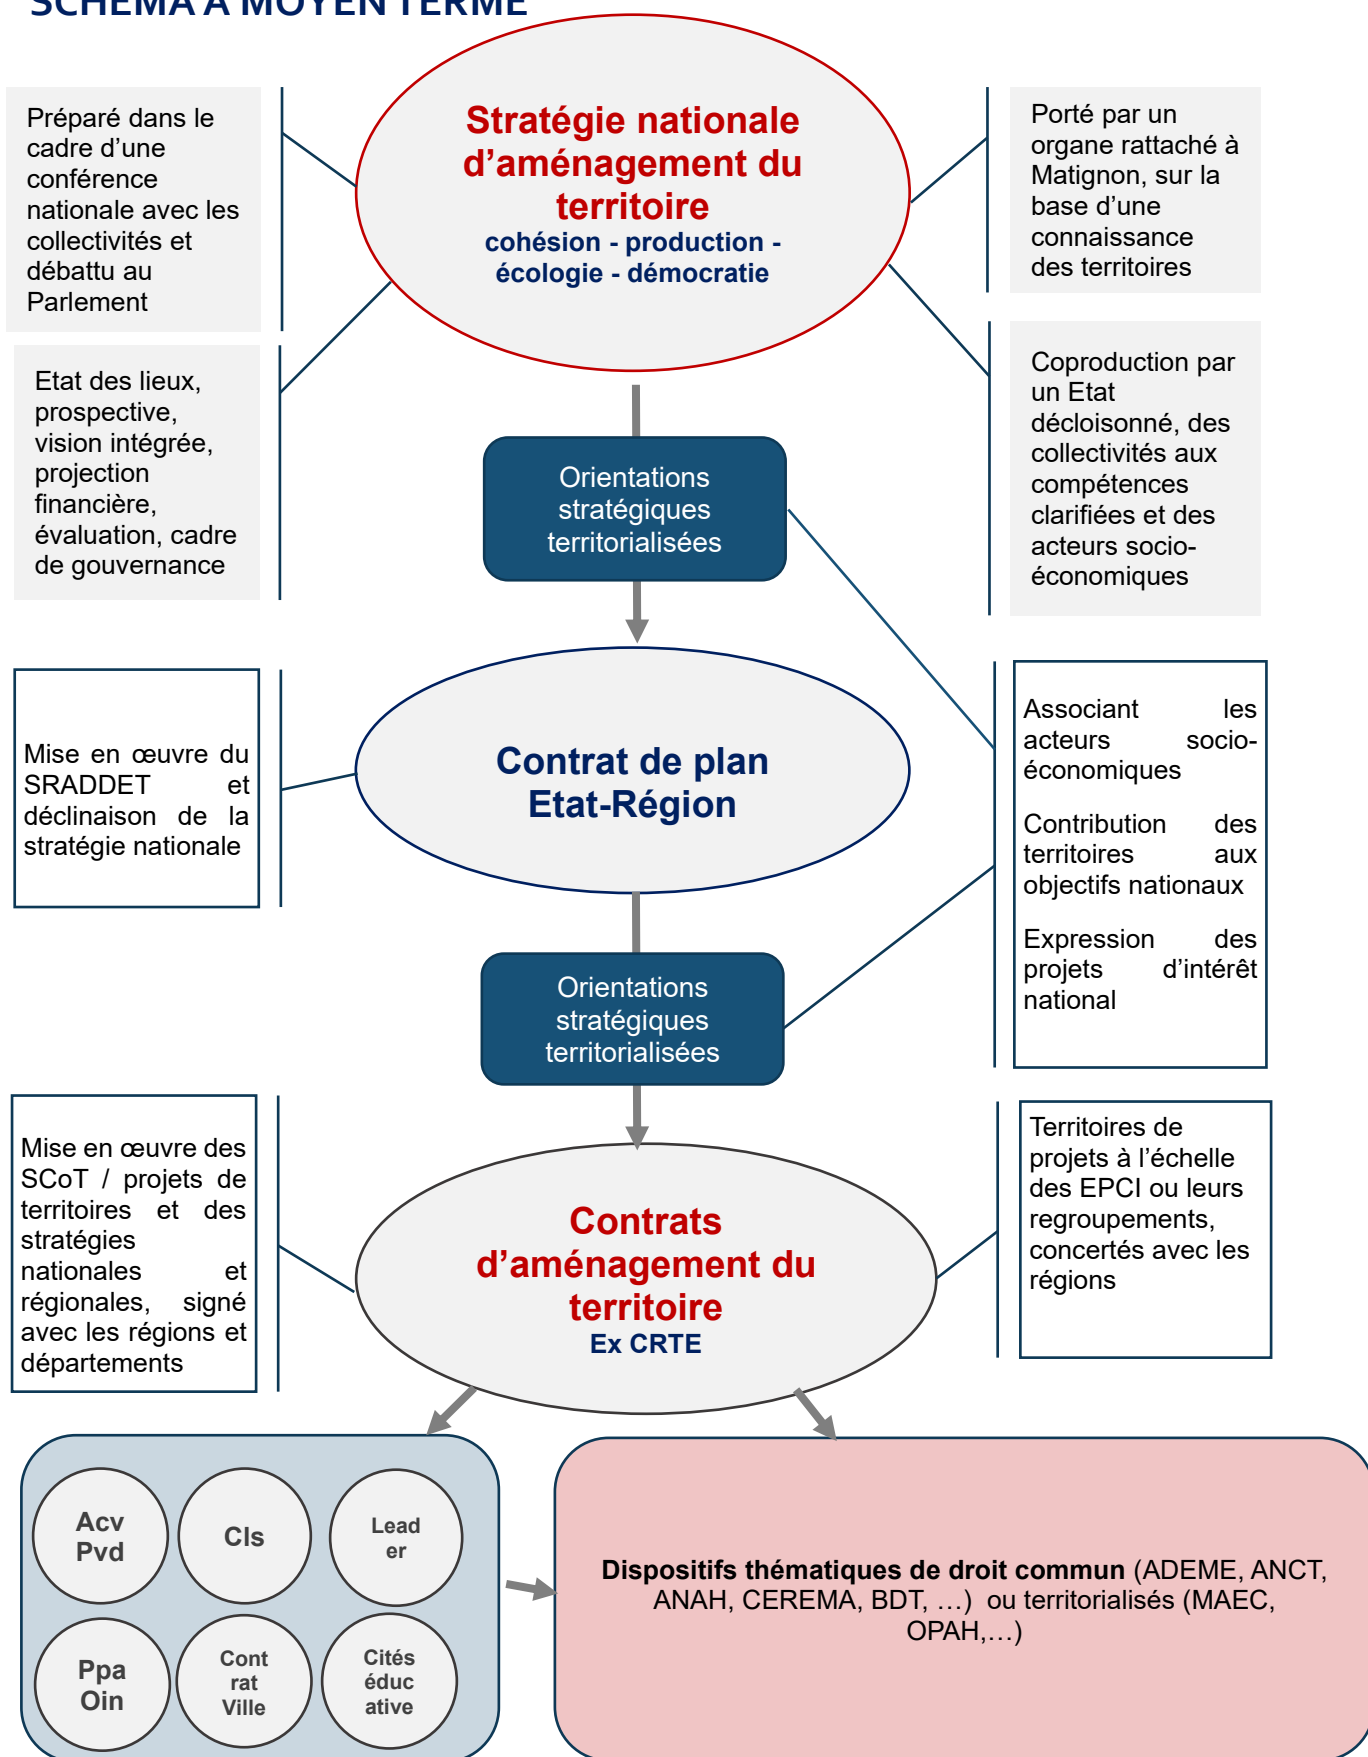 SCHEMA A MOYEN TERME
Préparé dans le
cadre d’une
conférence
nationale avec les
collectivités et
débattu au
Parlement
Stratégie nationale
d’aménagement du
territoire
cohésion - production -
écologie - démocratie
Porté par un
organe rattaché à
Matignon, sur la
base d’une
connaissance
des territoires
Etat des lieux,
prospective,
vision intégrée,
projection
financière,
évaluation, cadre
de gouvernance
Orientations
stratégiques
territorialisées
Coproduction par
un Etat
décloisonné, des
collectivités aux
compétences
clarifiées et des
acteurs socio-
économiques
Mise en œuvre du
SRADDET et
déclinaison de la
stratégie nationale
Contrat de plan
Etat-Région
Associant les
acteurs socio-
économiques
Contribution des
territoires aux
objectifs nationaux
Expression des
projets d’intérêt
national
Orientations
stratégiques
territorialisées
Mise en œuvre des
SCoT / projets de
territoires et des
stratégies
nationales et
régionales, signé
avec les régions et
départements
Contrats
d’aménagement du
territoire
Ex CRTE
Territoires de
projets à l’échelle
des EPCI ou leurs
regroupements,
concertés avec les
régions
Acv
Pvd
Cls
Lead
er
Ppa
Oin
Cont
rat
Ville
Cités
éduc
ative
Dispositifs thématiques de droit commun (ADEME, ANCT,
ANAH, CEREMA, BDT, …) ou territorialisés (MAEC,
OPAH,…)